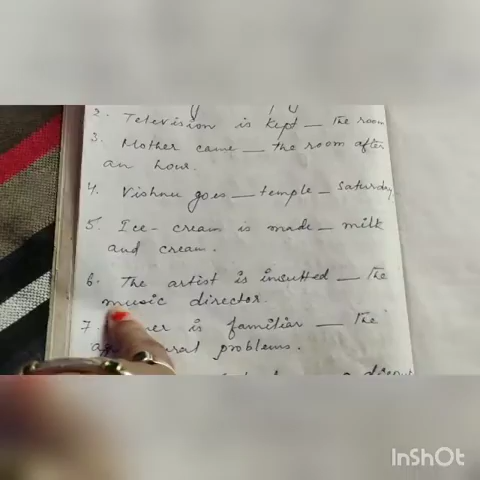 2. Television is kept _ the room
3. Mother came _ the room after
an hour.
4. Vishnu goes _ temple _ Saturday.
5. Ice-cream is made _ milk
and cream.
6. The artist is insulted _ the
music director.
7. is familiar _ the
problems.
InShOt